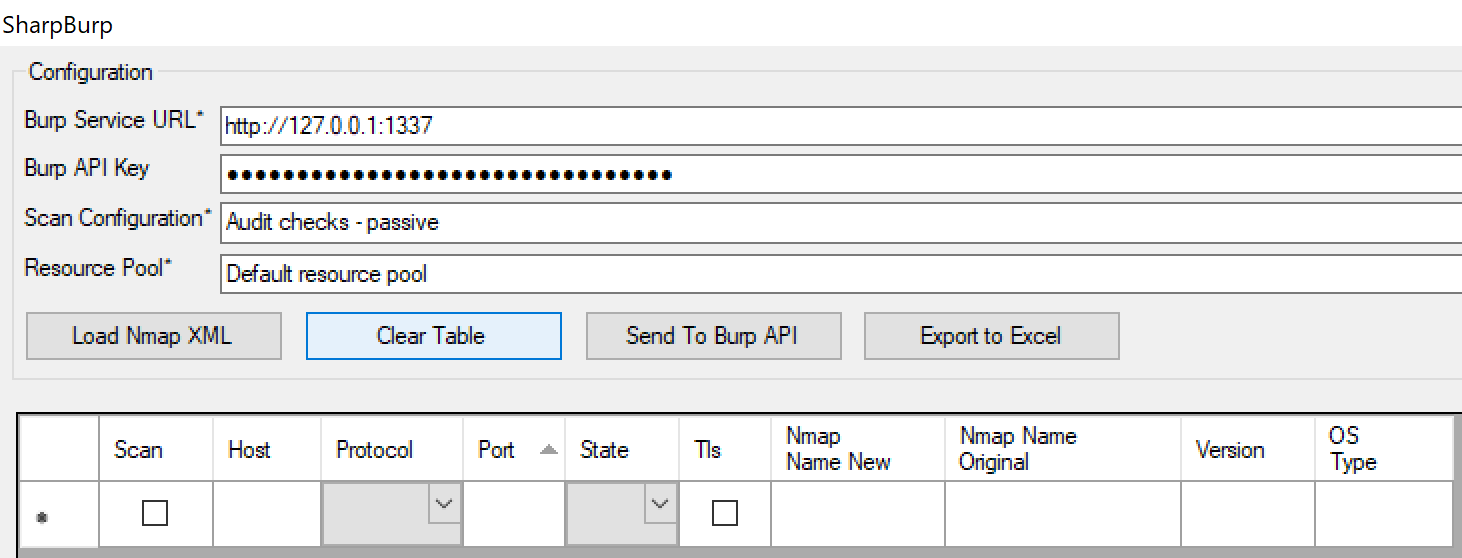 SharpBurp
Configuration
Burp Service URL* http://127.0.0.1:1337
Burp API Key ••••••••••••••••••••••••••••••••
Scan Configuration* Audit checks - passive
Resource Pool* Default resource pool
Load Nmap XML Clear Table Send To Burp API Export to Excel
Scan Host Protocol Port State Tls Nmap Name New Nmap Name Original Version OS Type